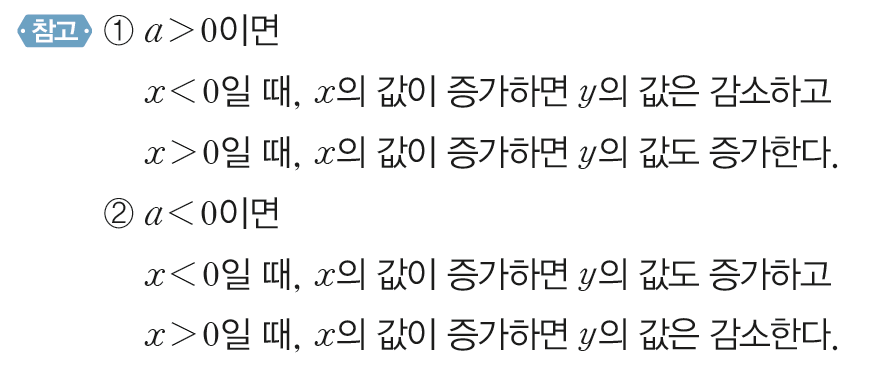 참고 ① a>0이면
x<0일 때, x의 값이 증가하면 y의 값은 감소하고
x>0일 때, x의 값이 증가하면 y의 값도 증가한다.
② a<0이면
x<0일 때, x의 값이 증가하면 y의 값도 증가하고
x>0일 때, x의 값이 증가하면 y의 값은 감소한다.